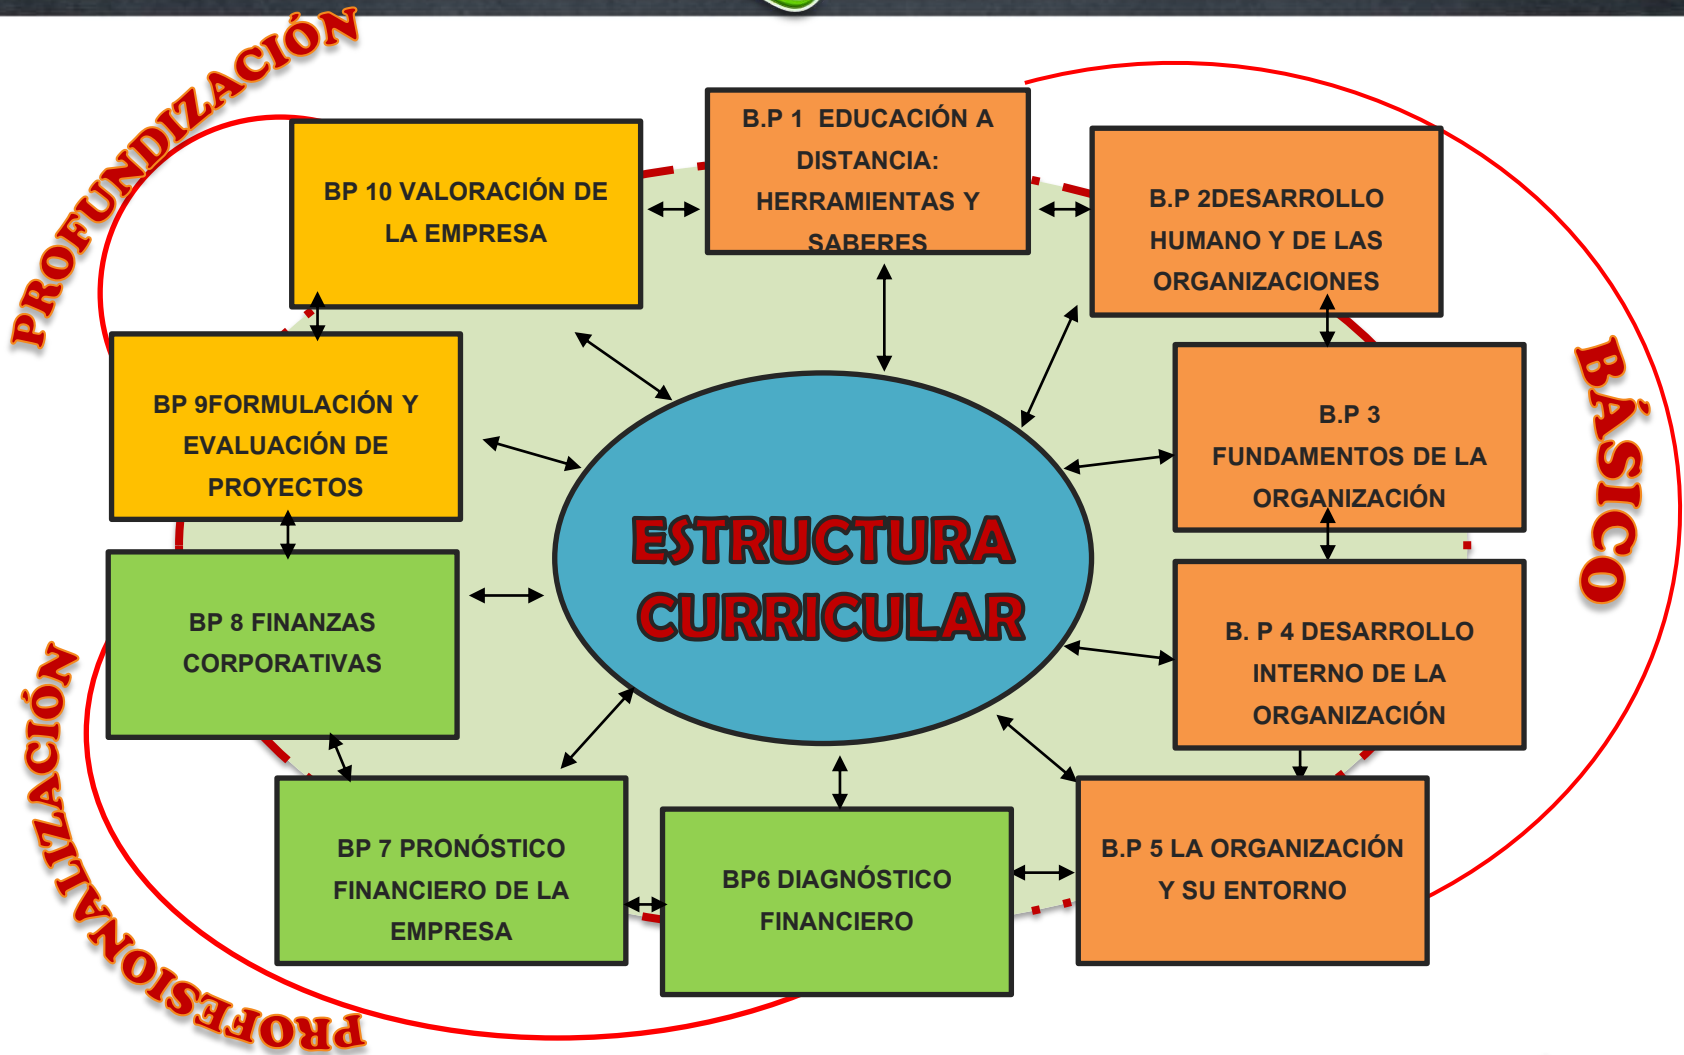 PROFUNDIZACIÓN
B.P 1 EDUCACIÓN A
DISTANCIA:
HERRAMIENTAS Y
SABERES
B.P 2DESARROLLO
HUMANO Y DE LAS
ORGANIZACIONES
B.P 3
FUNDAMENTOS DE LA
ORGANIZACIÓN
B. P 4 DESARROLLO
INTERNO DE LA
ORGANIZACIÓN
B.P 5 LA ORGANIZACIÓN
Y SU ENTORNO
BP6 DIAGNÓSTICO
FINANCIERO
BP 7 PRONÓSTICO
FINANCIERO DE LA
EMPRESA
BP 8 FINANZAS
CORPORATIVAS
BP 9FORMULACIÓN Y
EVALUACIÓN DE
PROYECTOS
BP 10 VALORACIÓN DE
LA EMPRESA
ESTRUCTURA
CURRICULAR
BÁSICO
PROFESIONALIZACIÓN